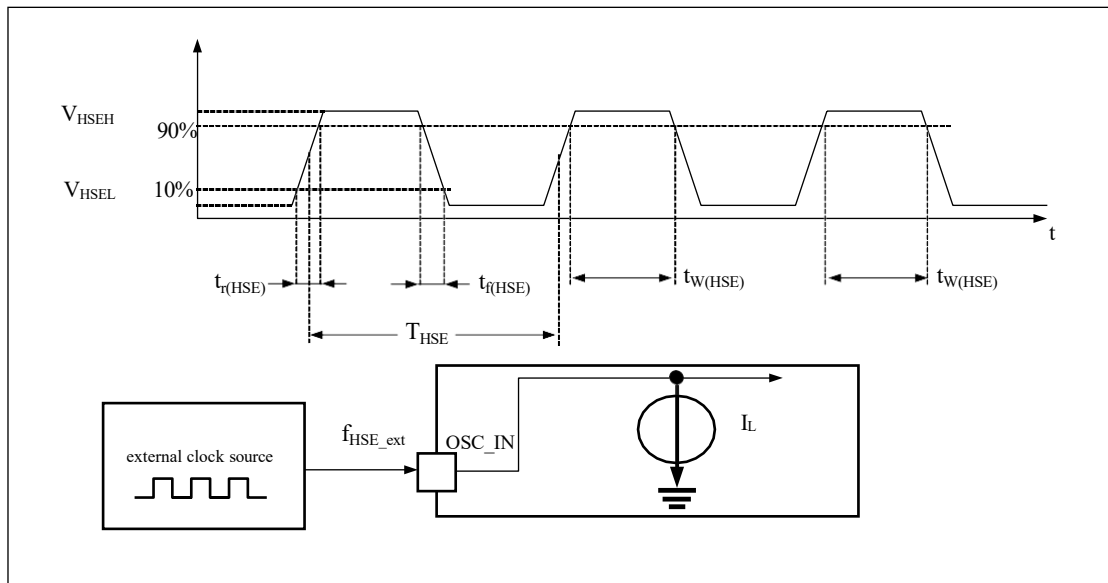 V_HSEH
90%
V_HSEL
10%
t
t_r(HSE)
t_f(HSE)
t_W(HSE)
t_W(HSE)
T_HSE
external clock source
f_HSE_ext
OSC_IN
I_L